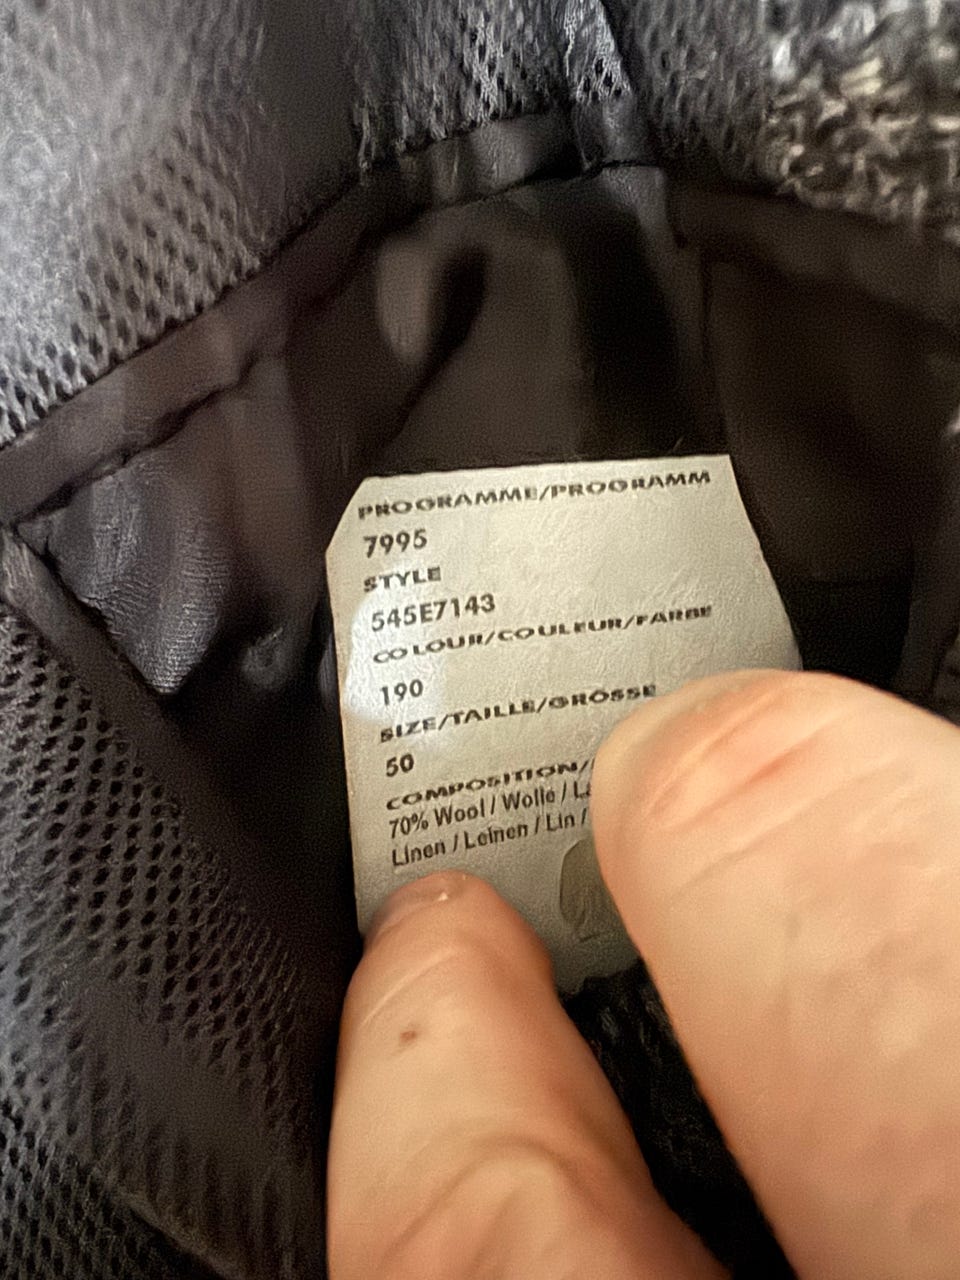 PROGRAMME/PROGRAMM
7995
STYLE
545E7143
COLOUR/COULEUR/FARBE
190
SIZE/TAILLE/GRÖSSE
50
COMPOSITION/
70% Wool / Wolle / La
Linen / Leinen / Lin /